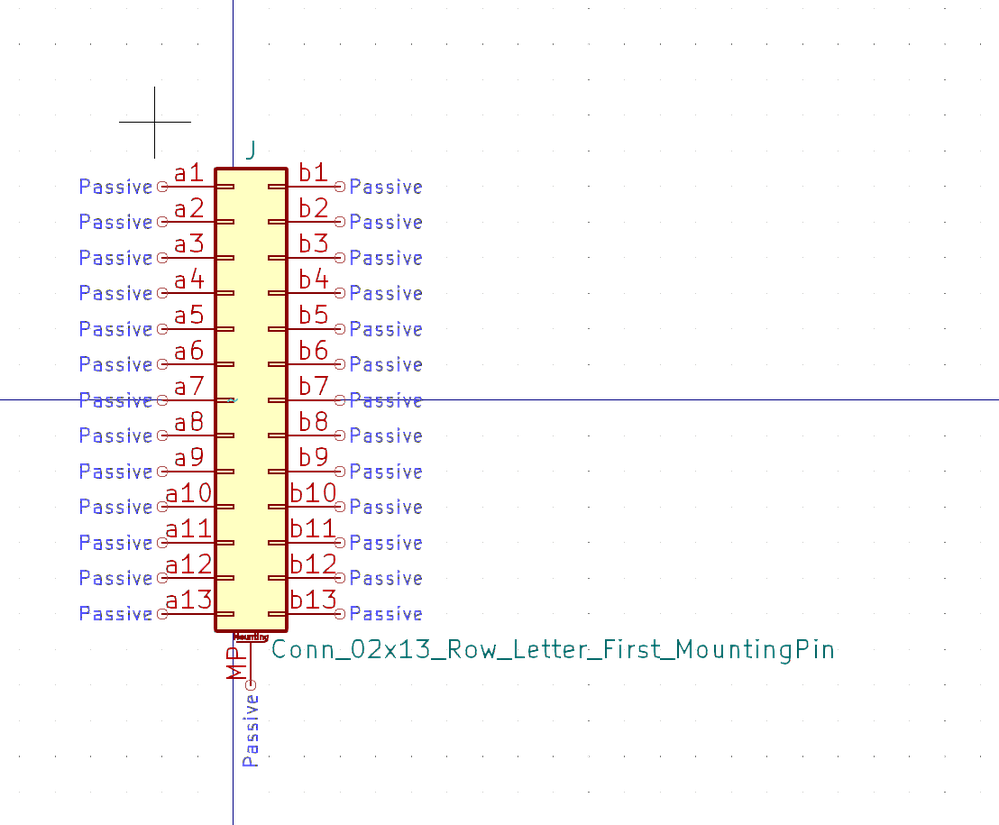 J
Passive a1 b1 Passive
Passive a2 b2 Passive
Passive a3 b3 Passive
Passive a4 b4 Passive
Passive a5 b5 Passive
Passive a6 b6 Passive
Passive a7 b7 Passive
Passive a8 b8 Passive
Passive a9 b9 Passive
Passive a10 b10 Passive
Passive a11 b11 Passive
Passive a12 b12 Passive
Passive a13 b13 Passive
Mounting
MP
Conn_02x13_Row_Letter_First_MountingPin
Passive